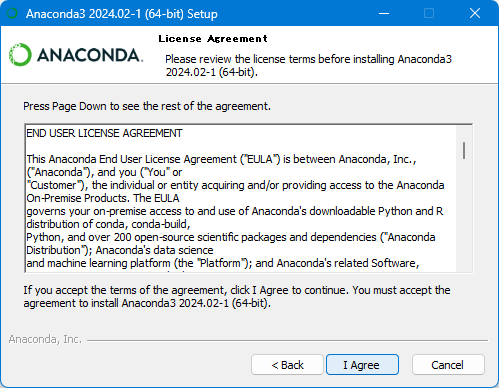 Anaconda3 2024.02-1 (64-bit) Setup
ANACONDA.
License Agreement
Please review the license terms before installing Anaconda3
2024.02-1 (64-bit).
Press Page Down to see the rest of the agreement.
END USER LICENSE AGREEMENT
This Anaconda End User License Agreement ("EULA") is between Anaconda, Inc.,
("Anaconda"), and you ("You" or
"Customer"), the individual or entity acquiring and/or providing access to the Anaconda
On-Premise Products. The EULA
governs your on-premise access to and use of Anaconda's downloadable Python and R
distribution of conda, conda-build,
Python, and over 200 open-source scientific packages and dependencies ("Anaconda
Distribution"); Anaconda's data science
and machine learning platform (the "Platform"); and Anaconda's related Software,
If you accept the terms of the agreement, click I Agree to continue. You must accept the
agreement to install Anaconda3 2024.02-1 (64-bit).
Anaconda, Inc.
< Back
I Agree
Cancel